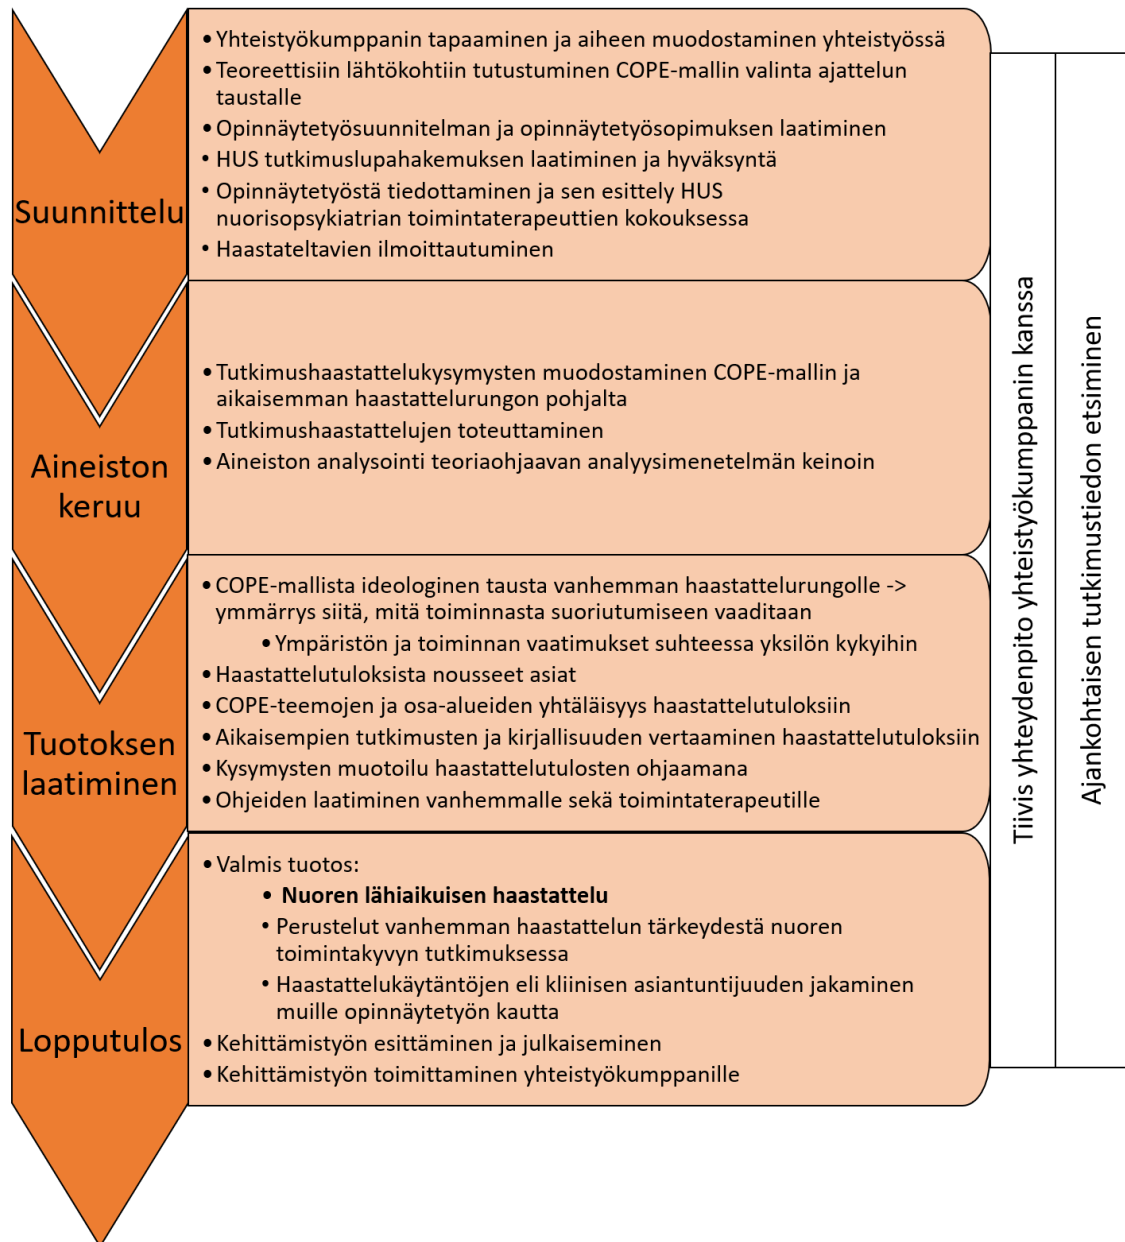 Suunnittelu
• Yhteistyökumppanin tapaaminen ja aiheen muodostaminen yhteistyössä
• Teoreettisiin lähtökohtiin tutustuminen COPE-mallin valinta ajattelun
taustalle
• Opinnäytetyösuunnitelman ja opinnäytetyösopimuksen laatiminen
• HUS tutkimuslupahakemuksen laatiminen ja hyväksyntä
• Opinnäytetyöstä tiedottaminen ja sen esittely HUS
nuorisopsykiatrian toimintaterapeuttien kokouksessa
• Haastateltavien ilmoittautuminen
Aineiston
keruu
• Tutkimushaastattelukysymysten muodostaminen COPE-mallin ja
aikaisemman haastattelurungon pohjalta
• Tutkimushaastattelujen toteuttaminen
• Aineiston analysointi teoriaohjaavan analyysimenetelmän keinoin
Tuotoksen
laatiminen
• COPE-mallista ideologinen tausta vanhemman haastattelurungolle ->
ymmärrys siitä, mitä toiminnasta suoriutumiseen vaaditaan
• Ympäristön ja toiminnan vaatimukset suhteessa yksilön kykyihin
• Haastattelutuloksista nousseet asiat
• COPE-teemojen ja osa-alueiden yhtäläisyys haastattelutuloksiin
• Aikaisempien tutkimusten ja kirjallisuuden vertaaminen haastattelutuloksiin
• Kysymysten muotoilu haastattelutulosten ohjaamana
• Ohjeiden laatiminen vanhemmalle sekä toimintaterapeutille
Lopputulos
• Valmis tuotos:
• Nuoren lähiaikuisen haastattelu
• Perustelut vanhemman haastattelun tärkeydestä nuoren
toimintakyvyn tutkimuksessa
• Haastattelukäytäntöjen eli kliinisen asiantuntijuuden jakaminen
muille opinnäytetyön kautta
• Kehittämistyön esittäminen ja julkaiseminen
• Kehittämistyön toimittaminen yhteistyökumppanille
Tiivis yhteydenpito yhteistyökumppanin kanssa
Ajankohtaisen tutkimustiedon etsiminen